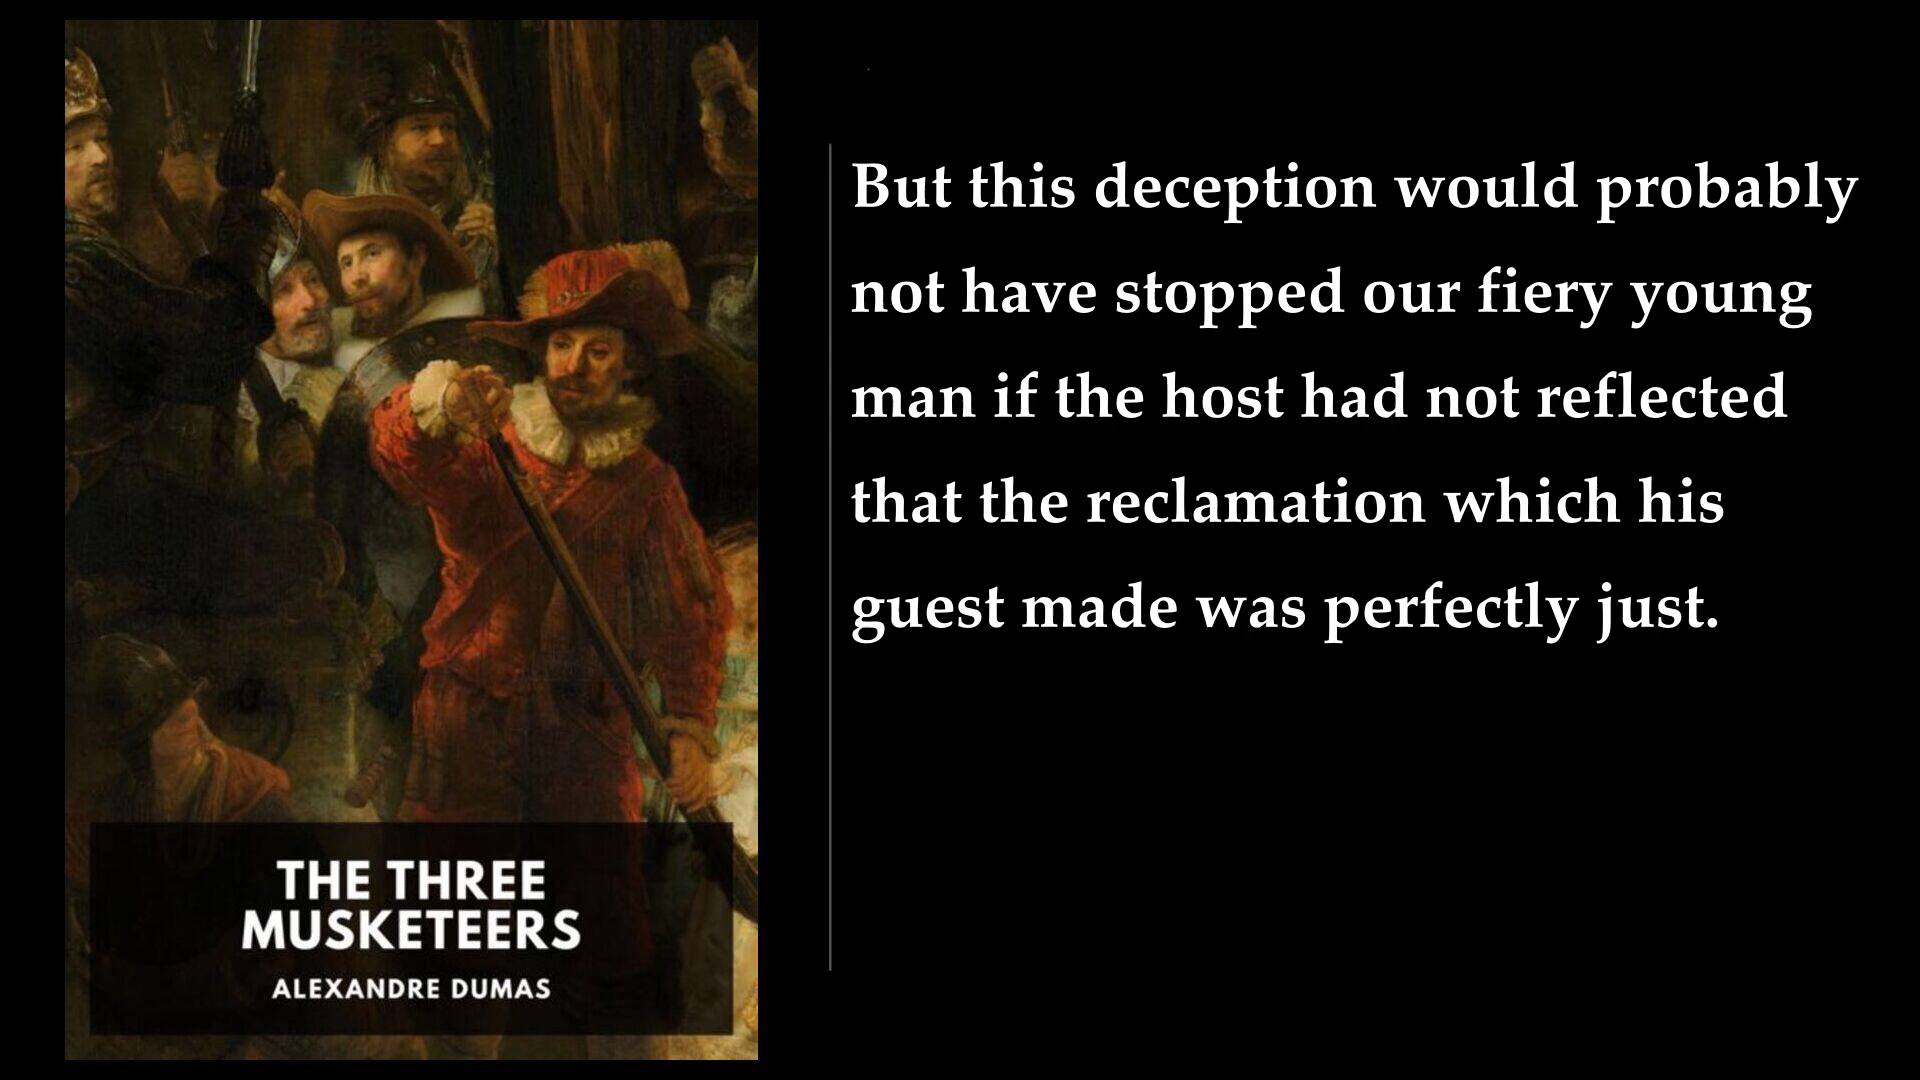 But this deception would probably
not have stopped our fiery young
man if the host had not reflected
that the reclamation which his
guest made was perfectly just.
THE THREE
MUSKETEERS
ALEXANDRE DUMAS